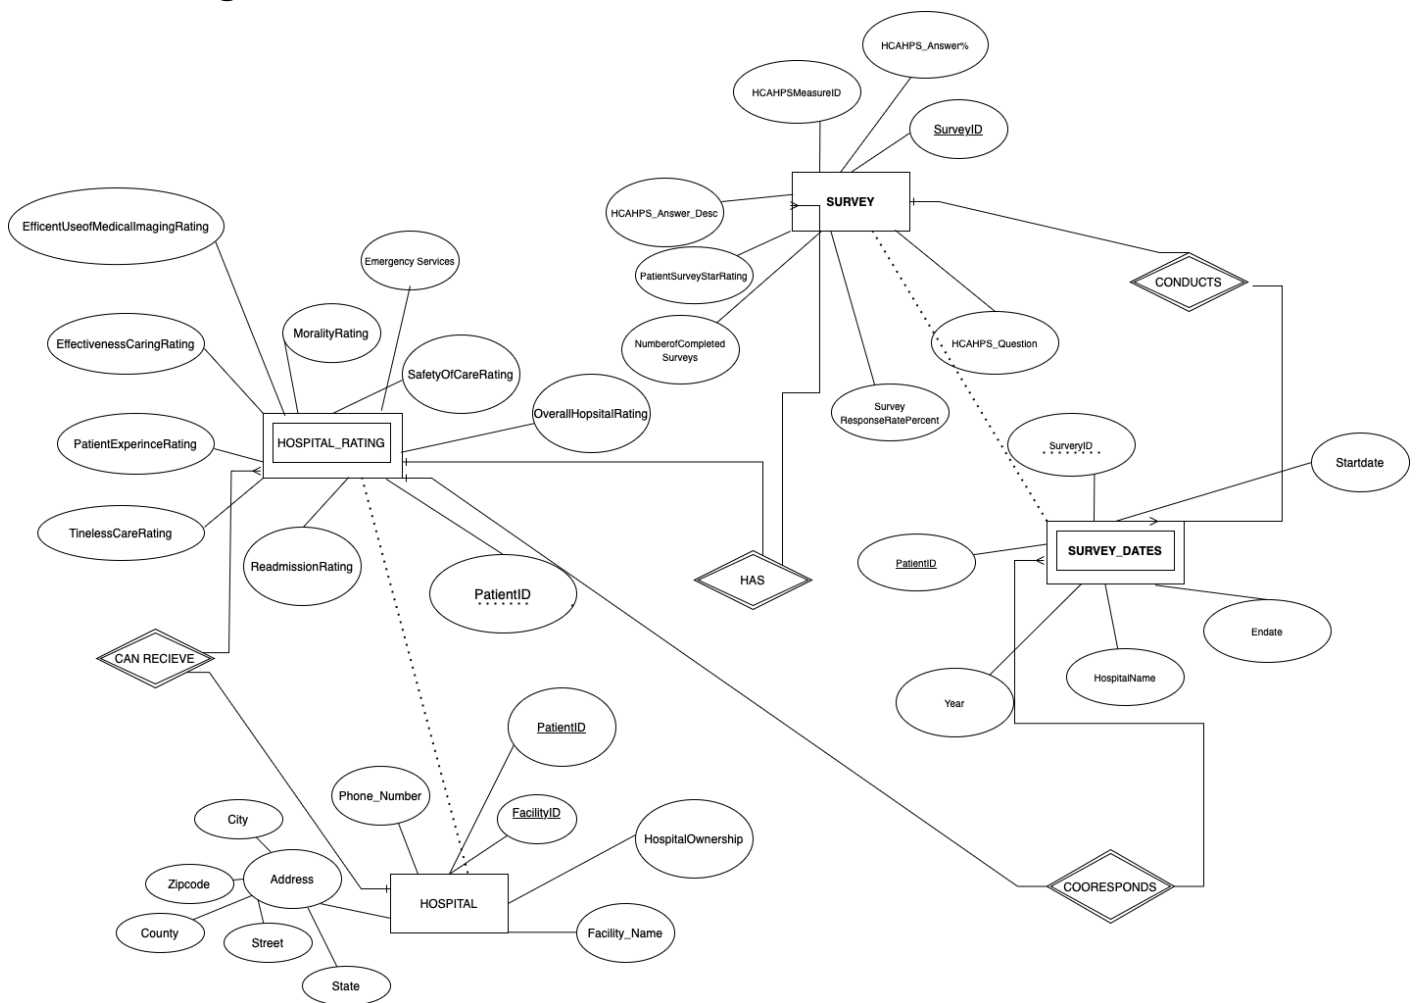 HCAHPS_Answer%
HCAHPSMeasureID
SurveyID
SURVEY
HCAHPS_Answer_Desc
EfficentUseofMedicalImagingRating
Emergency Services
PatientSurveyStarRating
CONDUCTS
MoralityRating
EffectivenessCaringRating
NumberofCompleted
Surveys
HCAHPS_Question
SafetyOfCareRating
OverallHopsitalRating
Survey
ResponseRatePercent
HOSPITAL_RATING
PatientExperinceRating
SurveryID
Startdate
TinelessCareRating
SURVEY_DATES
ReadmissionRating
PatientID
HAS
PatientID
Endate
CAN RECIEVE
HospitalName
Year
PatientID
Phone_Number
FacilityID
City
HospitalOwnership
Address
Zipcode
COORESPONDS
HOSPITAL
County
Street
Facility_Name
State